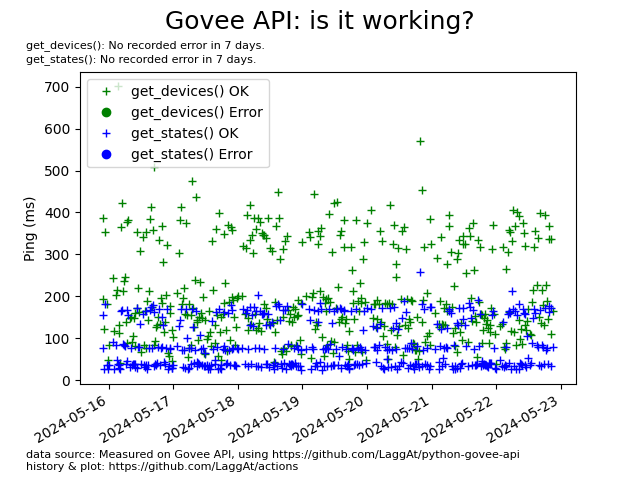 Govee API: is it working?
get_devices(): No recorded error in 7 days.
get_states(): No recorded error in 7 days.
get_devices() OK
get_devices() Error
get_states() OK
get_states() Error
Ping (ms)
700
600
500
400
300
200
100
0
2024-05-16
2024-05-17
2024-05-18
2024-05-19
2024-05-20
2024-05-21
2024-05-22
2024-05-23
data source: Measured on Govee API, using https://github.com/LaggAt/python-govee-api
history & plot: https://github.com/LaggAt/actions